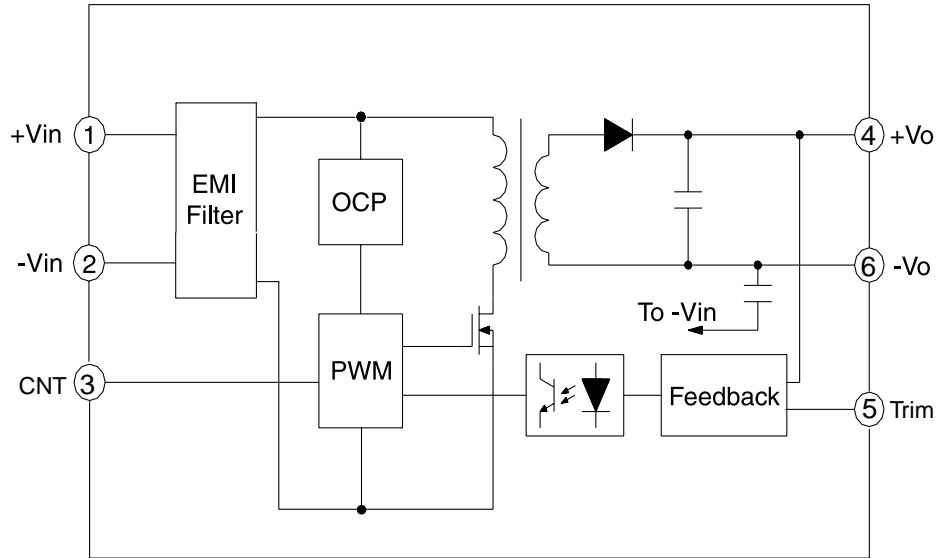 +Vin
1
EMI
Filter
OCP
4
+Vo
-Vin
2
6
-Vo
To -Vin
CNT
3
PWM
Feedback
5
Trim